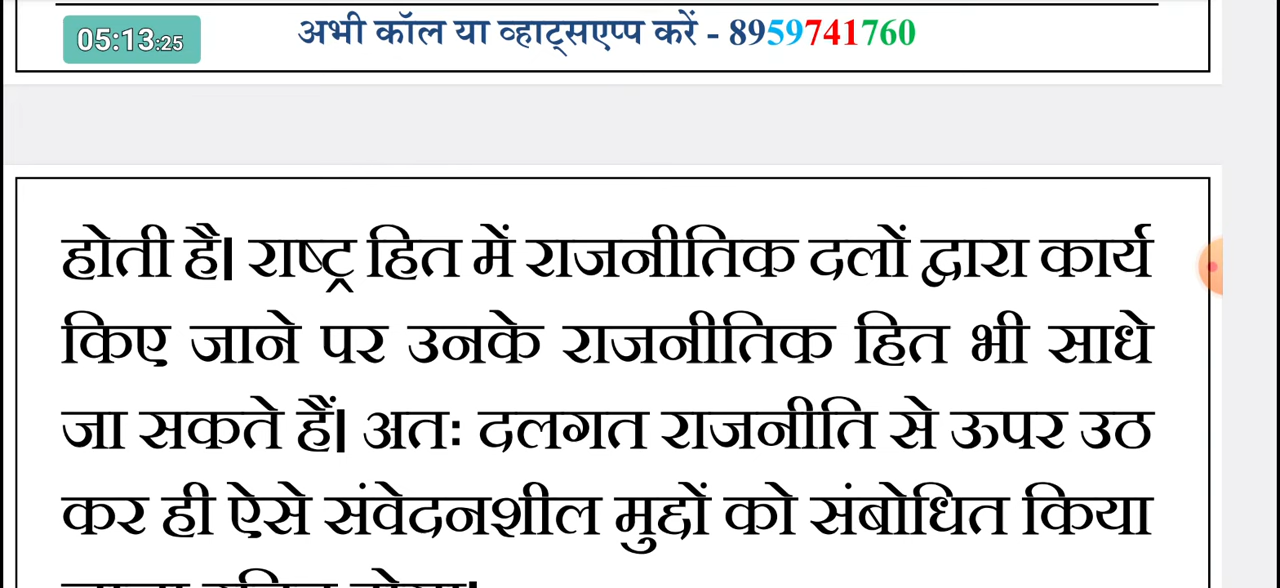 05:13:25
अभी कॉल या व्हाट्सएप्प करें - 8959741760
होती है। राष्ट्र हित में राजनीतिक दलों द्वारा कार्य
किए जाने पर उनके राजनीतिक हित भी साधे
जा सकते हैं। अतः दलगत राजनीति से ऊपर उठ
कर ही ऐसे संवेदनशील मुद्दों को संबोधित किया